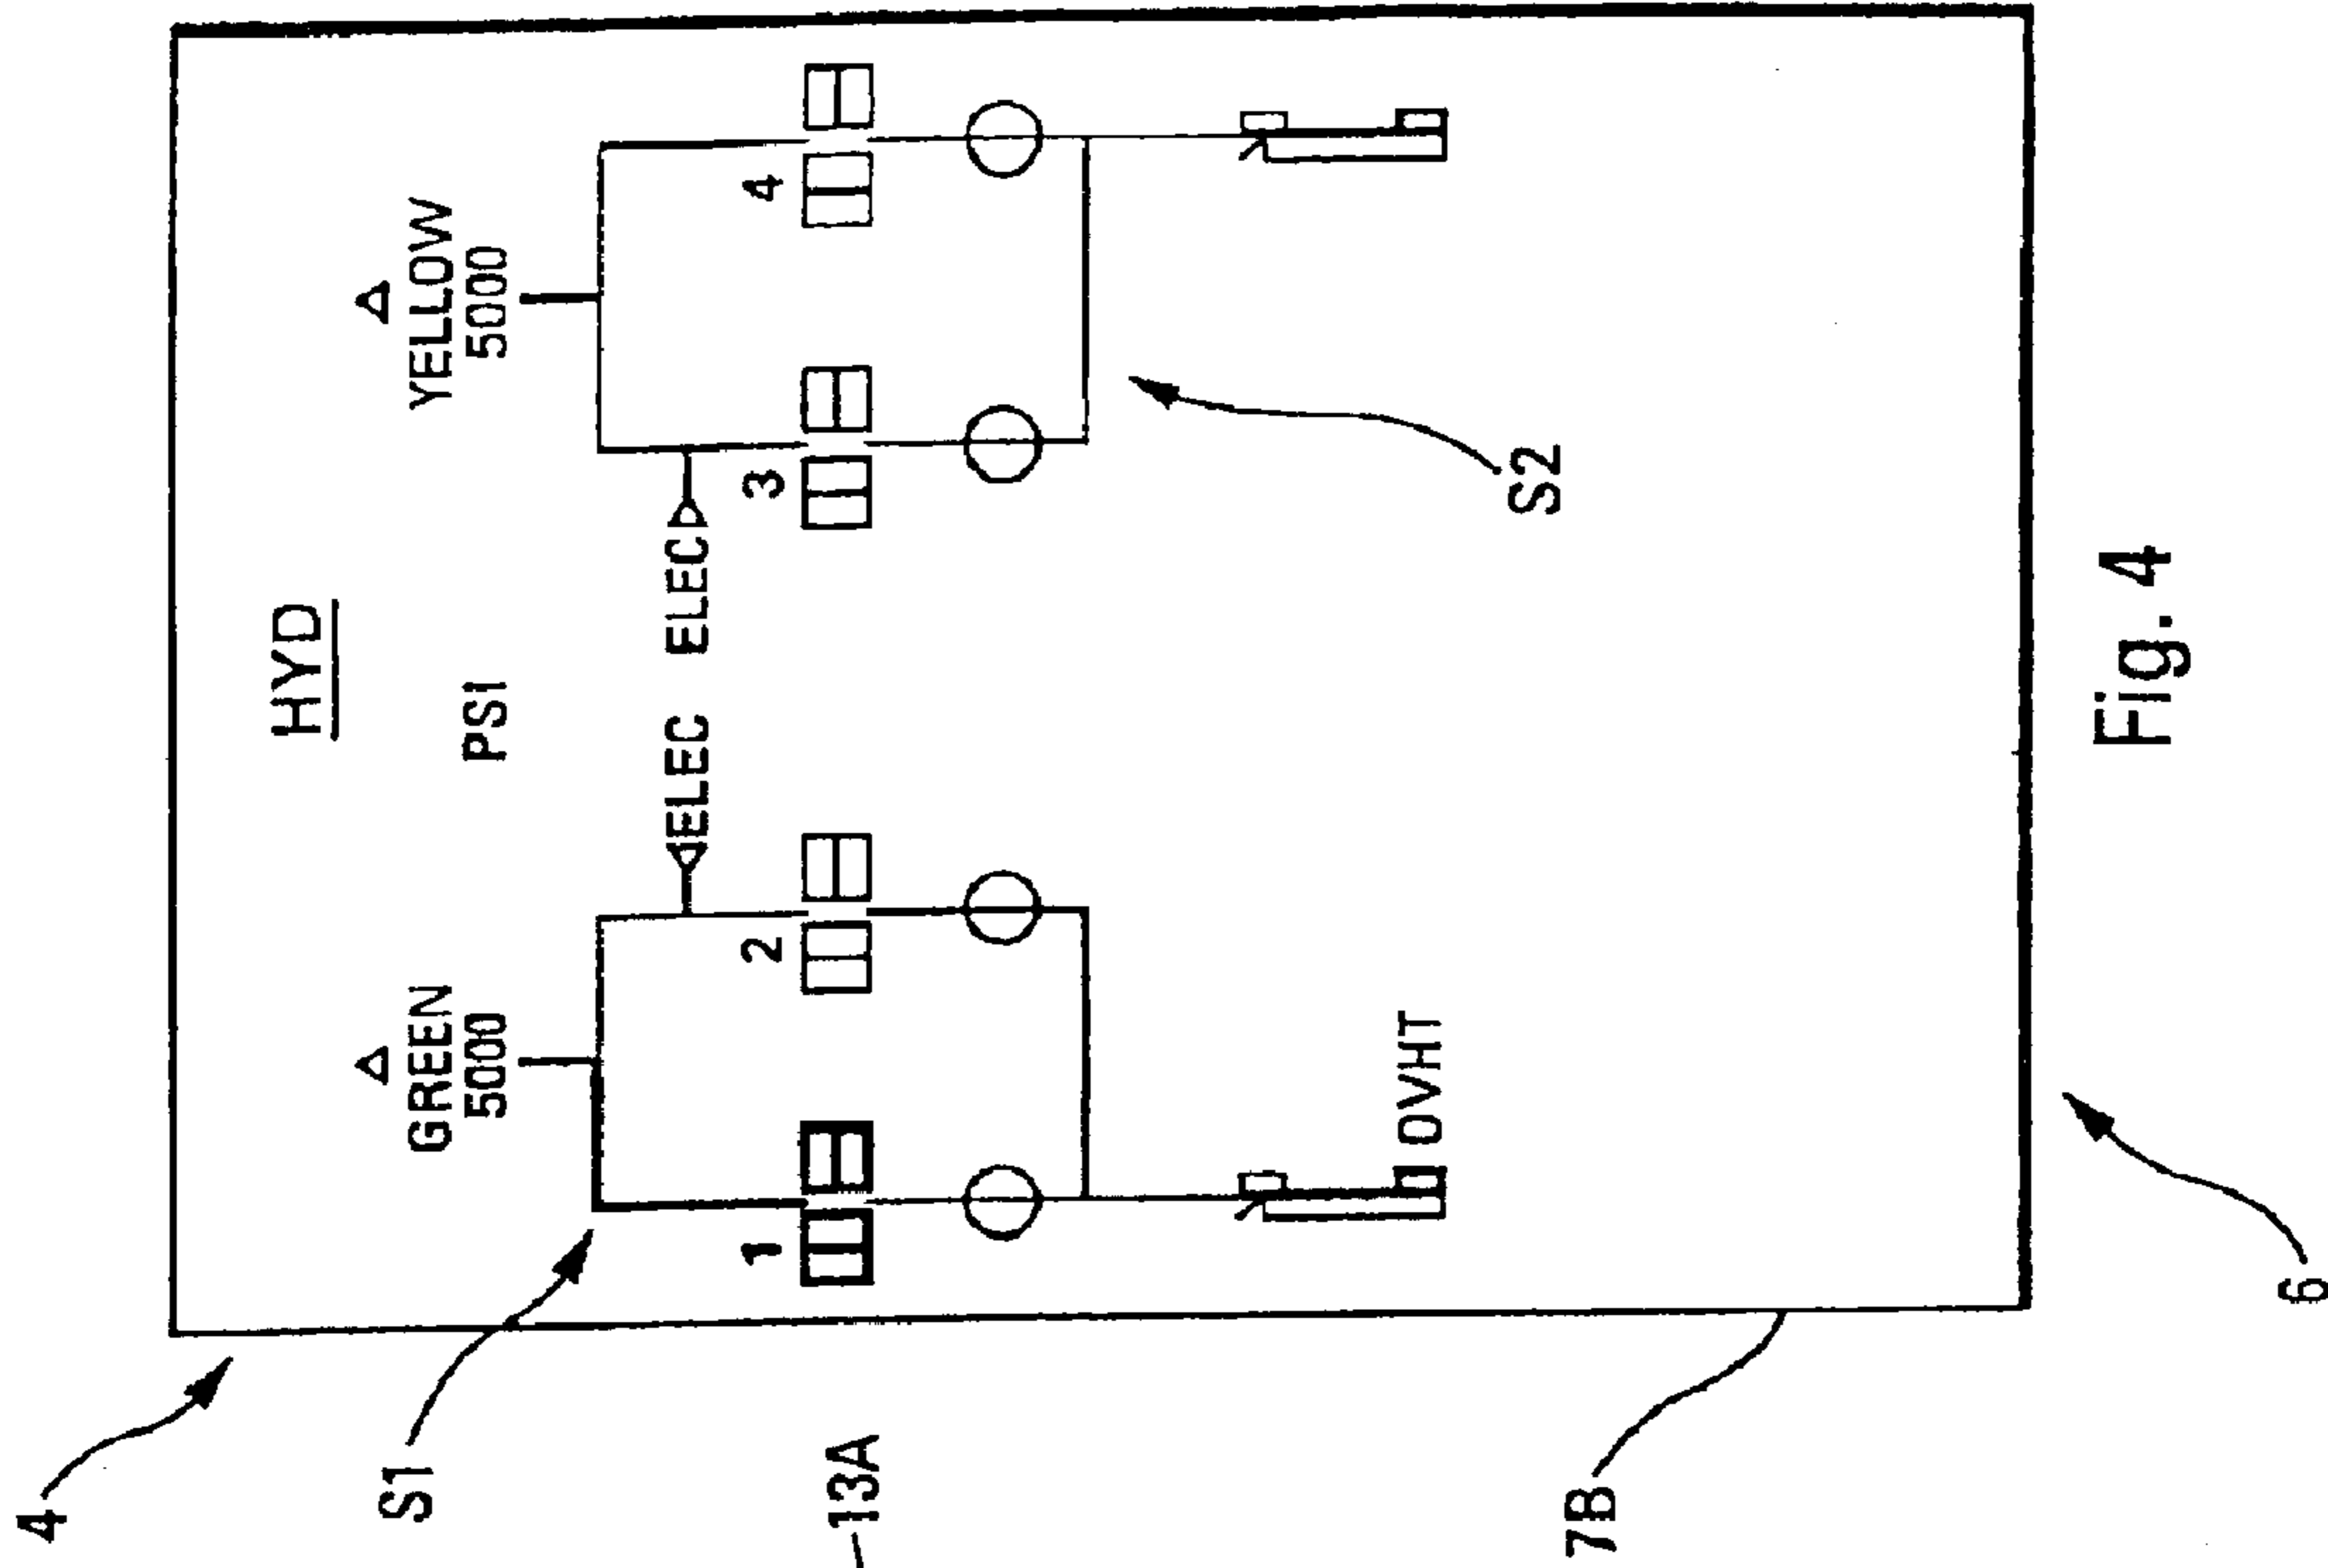 HYD
GREEN
5000
PSI
YELLOW
5000
ELEC ELEC
1 2 3 4
OVHT
4
S1
13A
S2
7B
6
Fig. 4